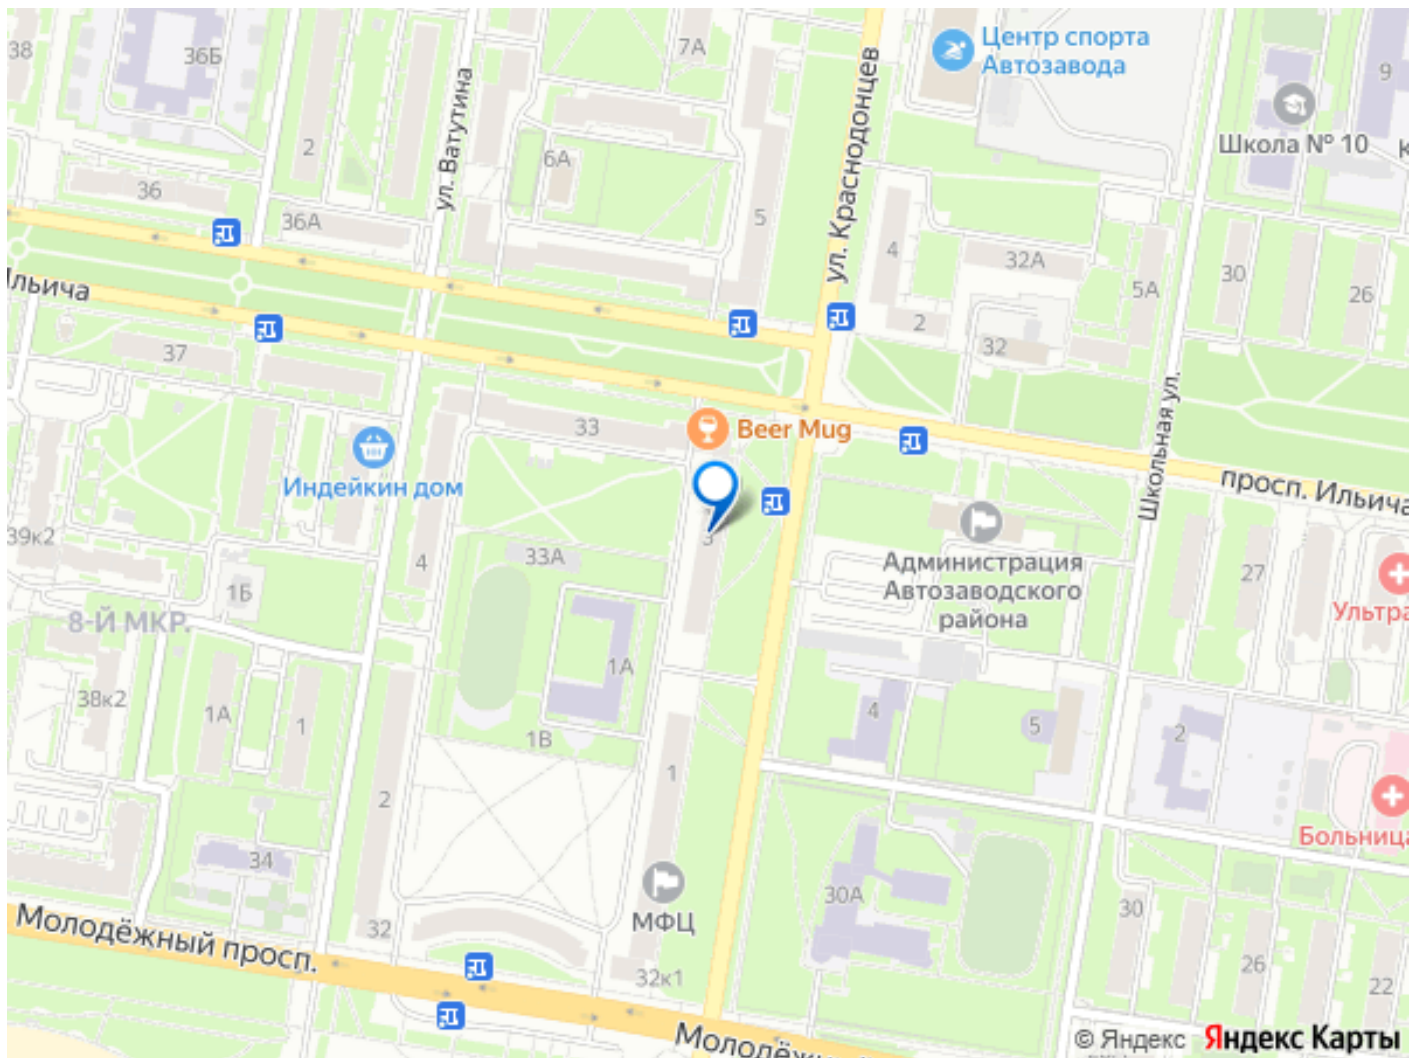 38
36Б
7А
Центр спорта
Автозавода
9
Школа № 10
К
ул. Ватутина
ул. Краснодонцев
2
6А
36
36А
5
4
32А
5А
30
26
Ильича
37
2
32
Школьная ул.
33
Beer Mug
Индейкин дом
просп. Ильича
39к2
33А
4
3
Администрация
Автозаводского
района
27
Ультра
1Б
8-Й МКР.
1А
38к2
1А
1
1В
4
5
2
2
1
34
Больница
30А
МФЦ
30
32
Молодёжный просп.
32к1
26
22
Молодёжный
© Яндекс Яндекс Карты